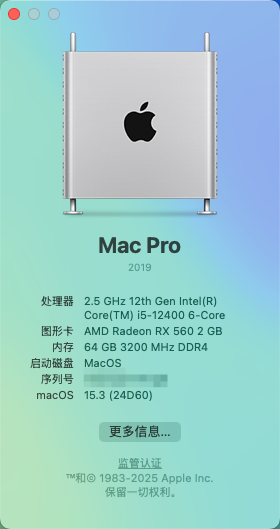 Mac Pro
2019
处理器 2.5 GHz 12th Gen Intel(R)
Core(TM) i5-12400 6-Core
图形卡 AMD Radeon RX 560 2 GB
内存 64 GB 3200 MHz DDR4
启动磁盘 MacOS
序列号
macOS 15.3 (24D60)
更多信息...
监管认证
™和© 1983-2025 Apple Inc.
保留一切权利。